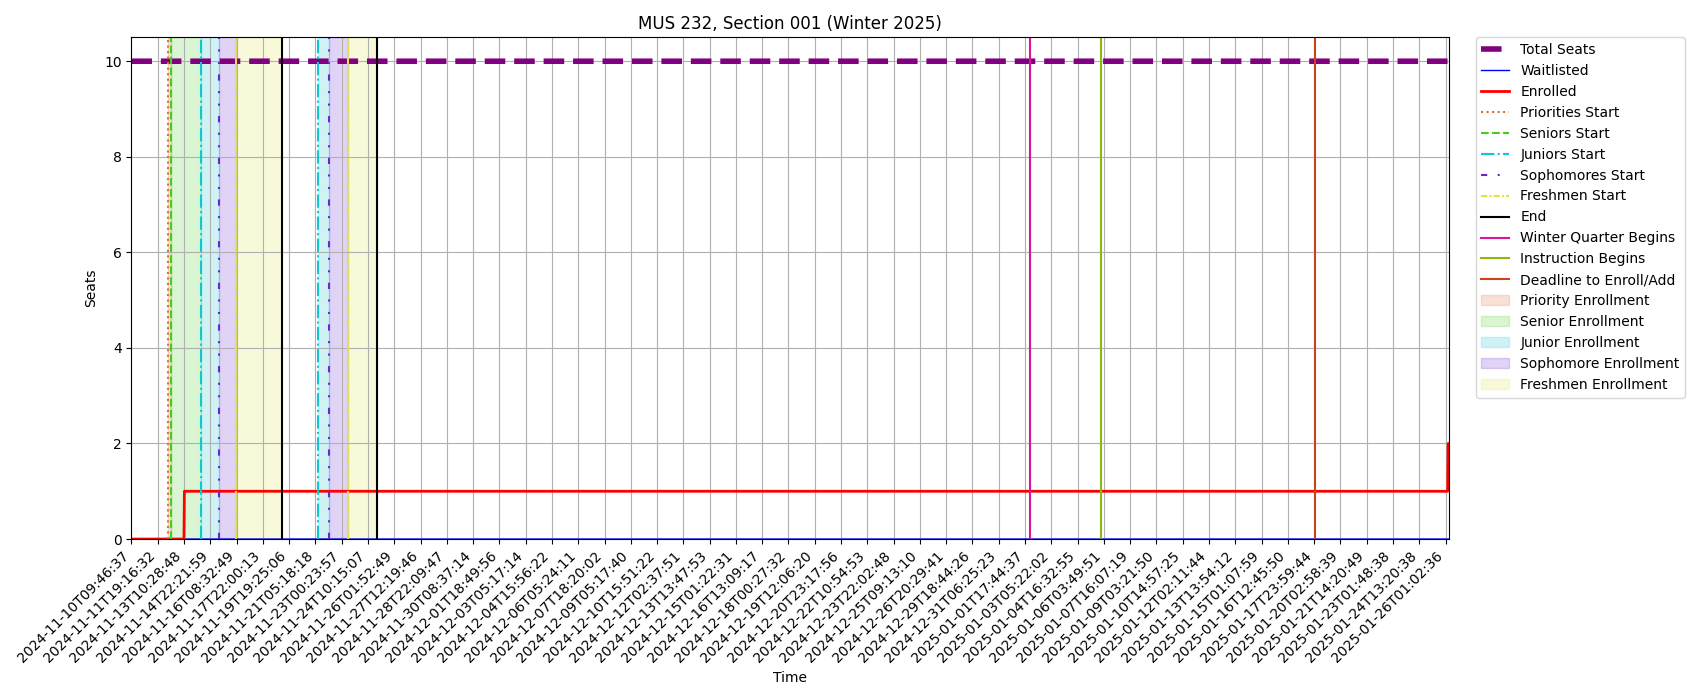 MUS 232, Section 001 (Winter 2025)
Seats
10
8
6
4
2
0
2024-11-10T09:46:37
2024-11-11T19:16:32
2024-11-13T10:28:48
2024-11-14T22:21:59
2024-11-16T08:32:49
2024-11-17T22:00:13
2024-11-19T19:25:06
2024-11-21T05:18:18
2024-11-23T00:23:57
2024-11-24T10:15:07
2024-11-26T01:52:49
2024-11-27T12:19:46
2024-11-28T22:09:47
2024-11-30T08:37:14
2024-12-01T18:49:56
2024-12-03T05:17:14
2024-12-04T15:56:22
2024-12-06T05:24:11
2024-12-07T18:20:02
2024-12-09T05:17:40
2024-12-10T15:51:22
2024-12-12T02:37:51
2024-12-13T13:47:53
2024-12-15T01:22:31
2024-12-16T13:09:17
2024-12-18T00:27:32
2024-12-19T12:06:20
2024-12-20T23:17:56
2024-12-22T10:54:53
2024-12-23T22:02:48
2024-12-25T09:13:10
2024-12-26T20:29:41
2024-12-29T18:44:26
2024-12-31T06:25:23
2025-01-01T17:44:37
2025-01-03T05:22:02
2025-01-04T16:32:55
2025-01-06T03:49:51
2025-01-07T16:07:19
2025-01-09T03:21:50
2025-01-10T14:57:25
2025-01-12T02:11:44
2025-01-13T13:54:12
2025-01-15T01:07:59
2025-01-16T12:45:50
2025-01-17T23:59:44
2025-01-20T02:58:39
2025-01-21T14:20:49
2025-01-23T01:48:38
2025-01-24T13:20:38
2025-01-26T01:02:36
Time
Total Seats
Waitlisted
Enrolled
Priorities Start
Seniors Start
Juniors Start
Sophomores Start
Freshmen Start
End
Winter Quarter Begins
Instruction Begins
Deadline to Enroll/Add
Priority Enrollment
Senior Enrollment
Junior Enrollment
Sophomore Enrollment
Freshmen Enrollment